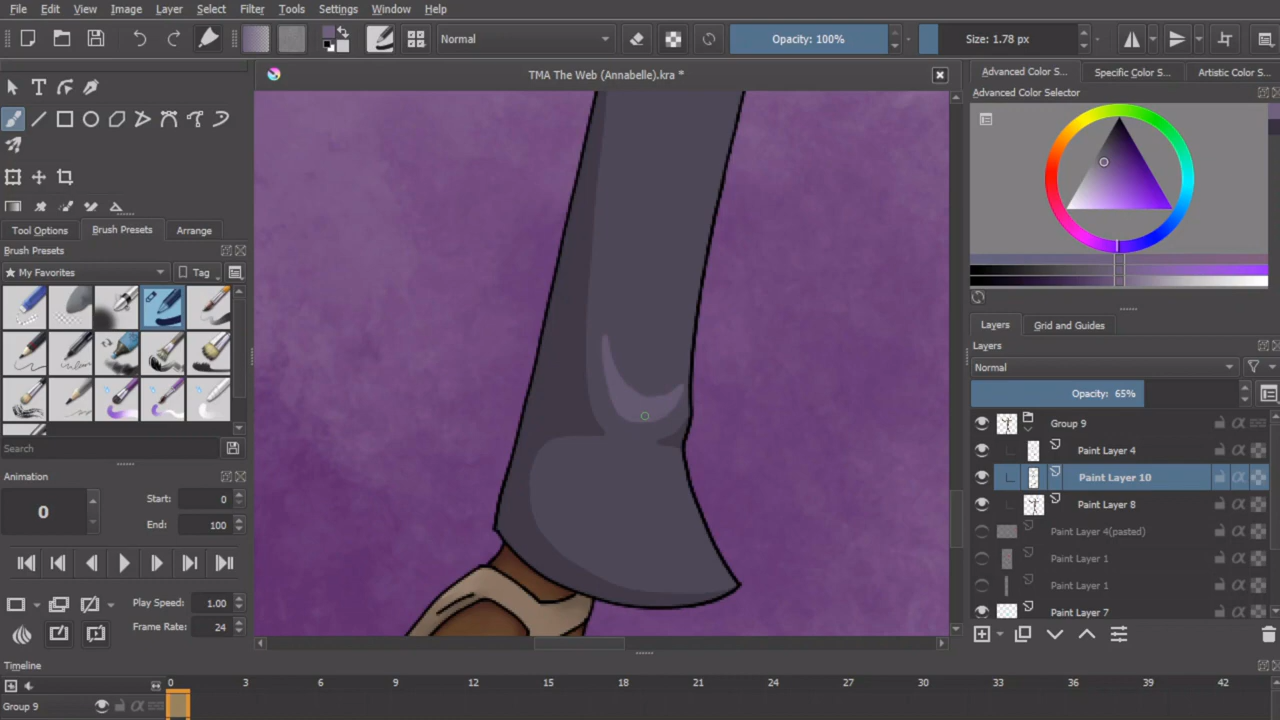 File Edit View Image Layer Select Filter Tools Settings Window Help
Normal Opacity: 100% Size: 1.78 px
TMA The Web (Annabelle).kra *
Advanced Color S... Specific Color S... Artistic Color S...
Advanced Color Selector
Tool Options Brush Presets Arrange
Brush Presets
My Favorites Tag
Search
Animation
0 Start: 0
End: 100
Play Speed: 1.00
Frame Rate: 24
Layers Grid and Guides
Layers
Normal
Opacity: 65%
Group 9
Paint Layer 4
Paint Layer 10
Paint Layer 8
Paint Layer 4(pasted)
Paint Layer 1
Paint Layer 1
Paint Layer 7
Timeline
0 3 6 9 12 15 18 21 24 27 30 33 36 39 42
Group 9